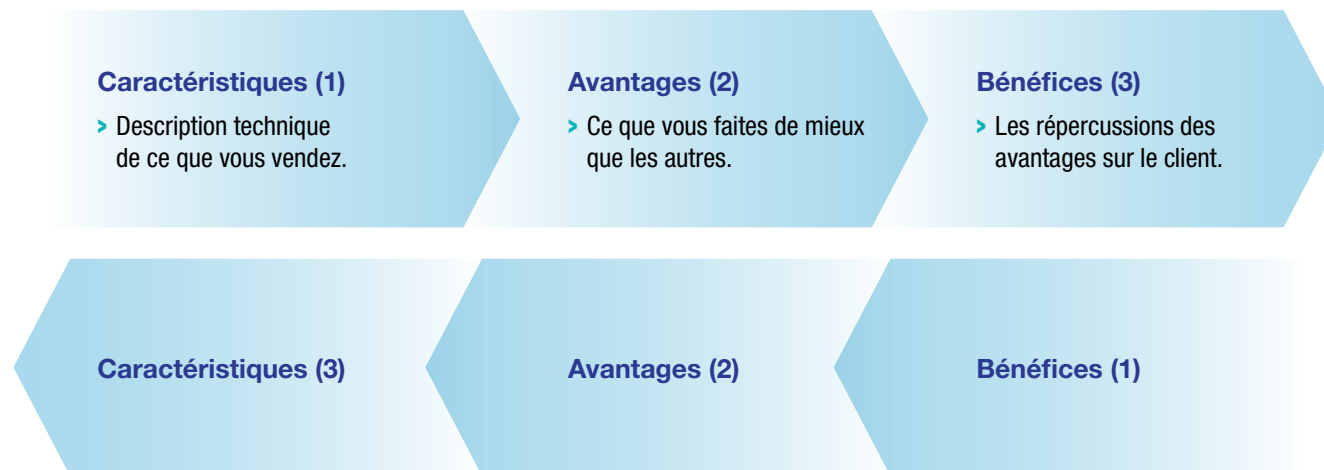 Caractéristiques (1)
> Description technique
de ce que vous vendez.
Avantages (2)
> Ce que vous faites de mieux
que les autres.
Bénéfices (3)
> Les répercussions des
avantages sur le client.
Caractéristiques (3)
Avantages (2)
Bénéfices (1)